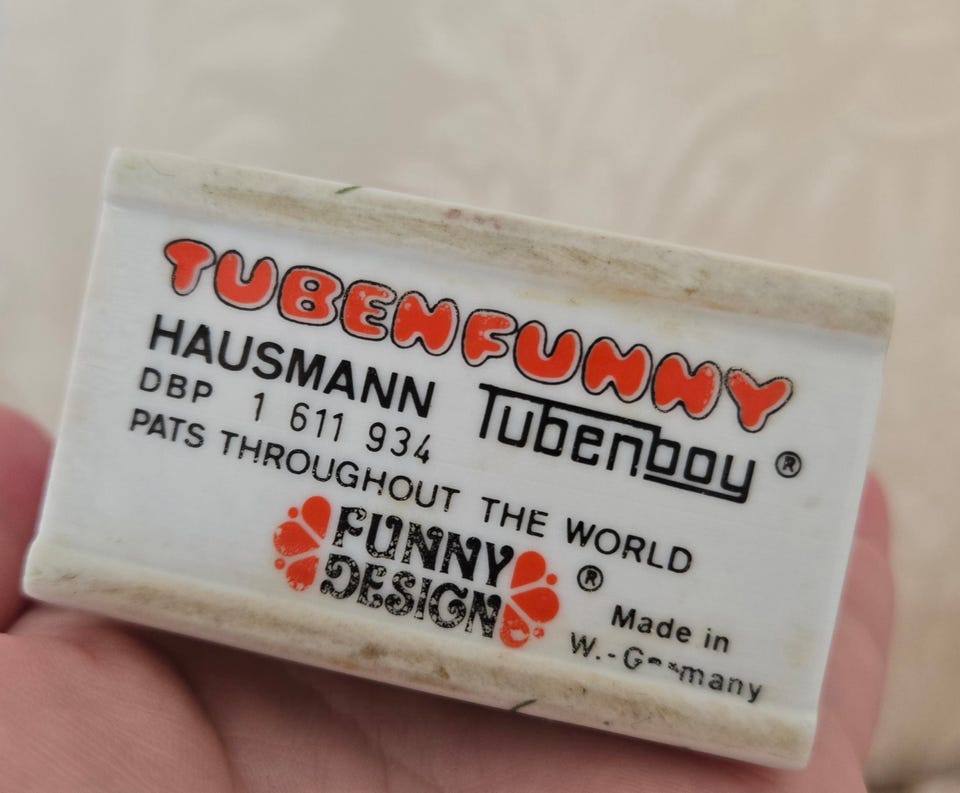 TUBENFUNNY
HAUSMANN Tubenboy ®
DBP 1 611 934
PATS THROUGHOUT THE WORLD
FUNNY
DESIGN ®
Made in
W.-Germany